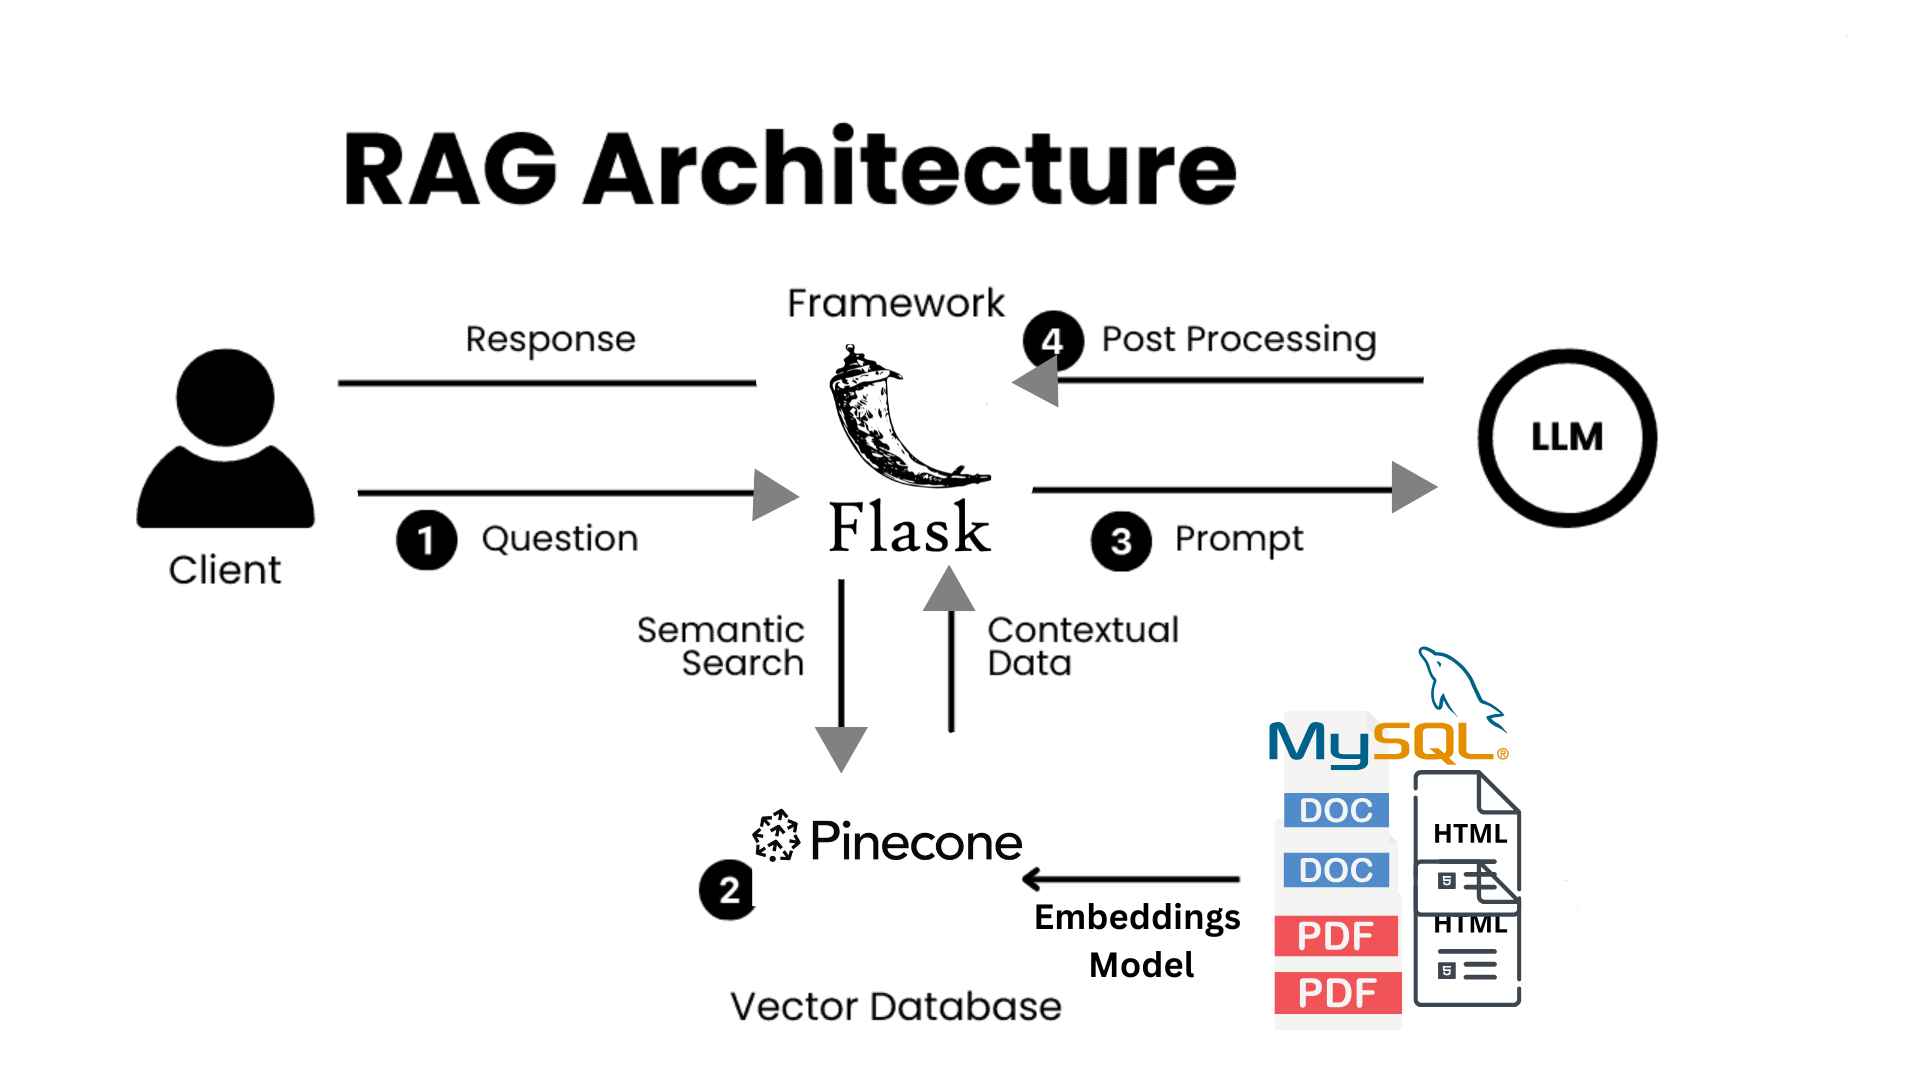 RAG Architecture
Framework
Response
4 Post Processing
LLM
Flask
1 Question
3 Prompt
Client
Semantic
Search
Contextual
Data
MySQL®
DOC
HTML
Pinecone
DOC
5
2
Embeddings
Model
PDF
HTML
5
PDF
Vector Database